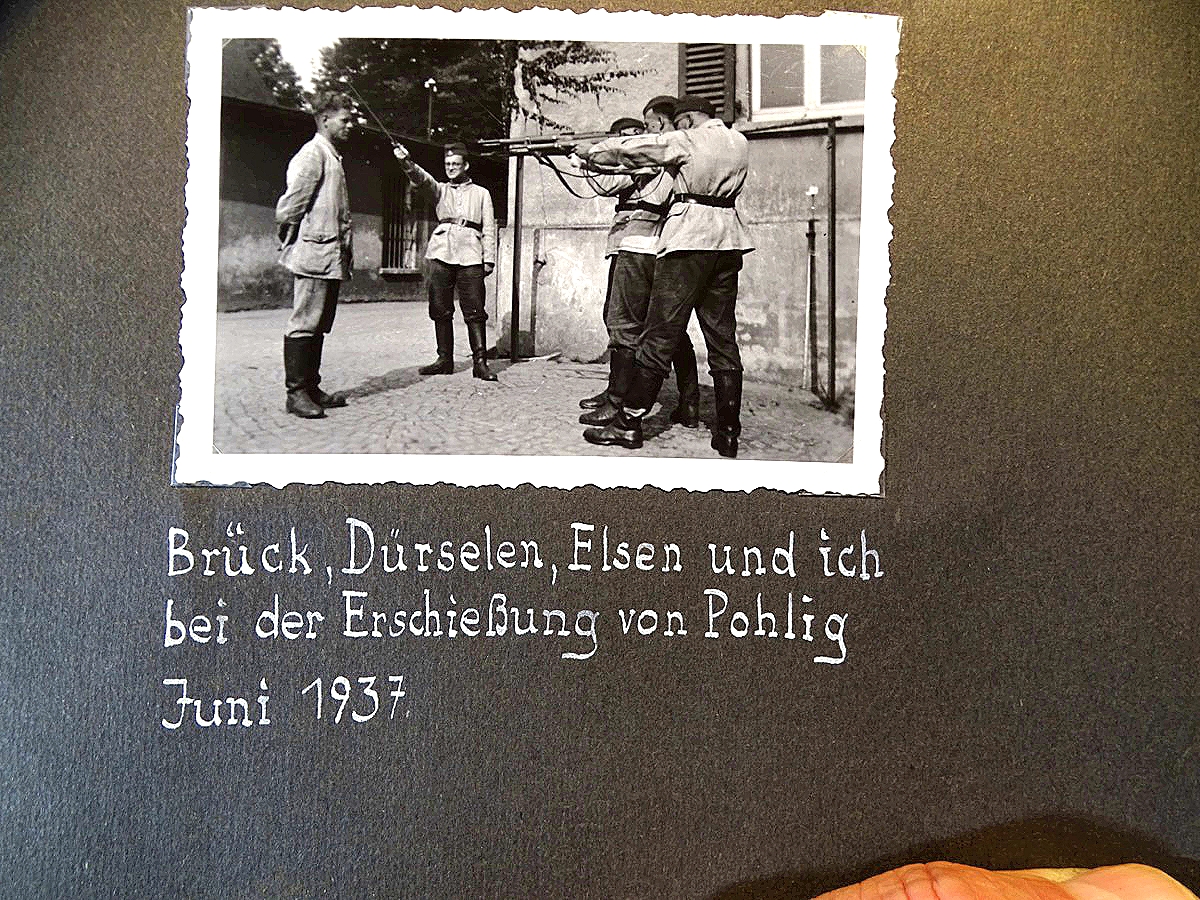 Brück, Dürselen, Elsen und ich
bei der Erschießung von Pohlig
Juni 1937.